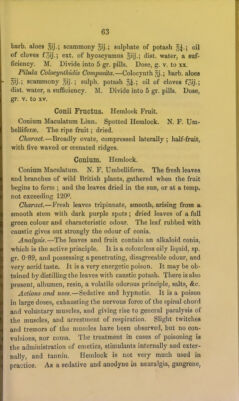 63
barb. aloes ʒij.; scammony ʒij.; sulphate of potash ʒ¼.; oil
of cloves fʒij.; ext. of hyoscyamus ʒiij.; dist. water, a suf-
ficiency. M. Divide into 5 gr. pills. Dose, g. v. to xx.
Pilula Colocynthidis Composita.—Colocynth ʒj.; barb. aloes
ʒij.; scammony ʒij.; sulph. potash ʒ¼.; oil of cloves fʒij.;
dist. water, a sufficiency. M. Divide into 5 gr. pills. Dose,
gr. v. to xv.
Conii Fructus. Hemlock Fruit.
Conium Maculatum Linn. Spotted Hemlock. N. F. Um-
belliferæ. The ripe fruit; dried.
Charact.—Broadly ovate, compressed laterally; half-fruit,
with five waved or crenated ridges.
Conium. Hemlock.
Conium Maculatum. N. F. Umbelliferæ. The fresh leaves
and branches of wild British plants, gathered when the fruit
begins to form; and the leaves dried in the sun, or at a temp.
not exceeding 120⁰.
Charact.—Fresh leaves tripinnate, smooth, arising from a
smooth stem with dark purple spots; dried leaves of a full
green colour and characteristic odour. The leaf rubbed with
caustic gives out strongly the odour of conia.
Analysis.—The leaves and fruit contain an alkaloid conia,
which is the active principle. It is a colourless oily liquid, sp.
gr. 0·89, and possessing a penetrating, disagreeable odour, and
very acrid taste. It is a very energetic poison. It may be ob-
tained by distilling the leaves with caustic potash. There is also
present, albumen, resin, a volatile odorous principle, salts, &c.
Actions and uses.—Sedative and hypnotic. It is a poison
in large doses, exhausting the nervous force of the spinal chord
and voluntary muscles, and giving rise to general paralysis of
the muscles, and arrestment of respiration. Slight twitches
and tremors of the muscles have been observed, but no con-
vulsions, nor coma. The treatment in cases of poisoning is
the administration of emetics, stimulants internally and exter-
nally, and tannin. Hemlock is not very much used in
practice. As a sedative and anodyne in neuralgia, gangrene,